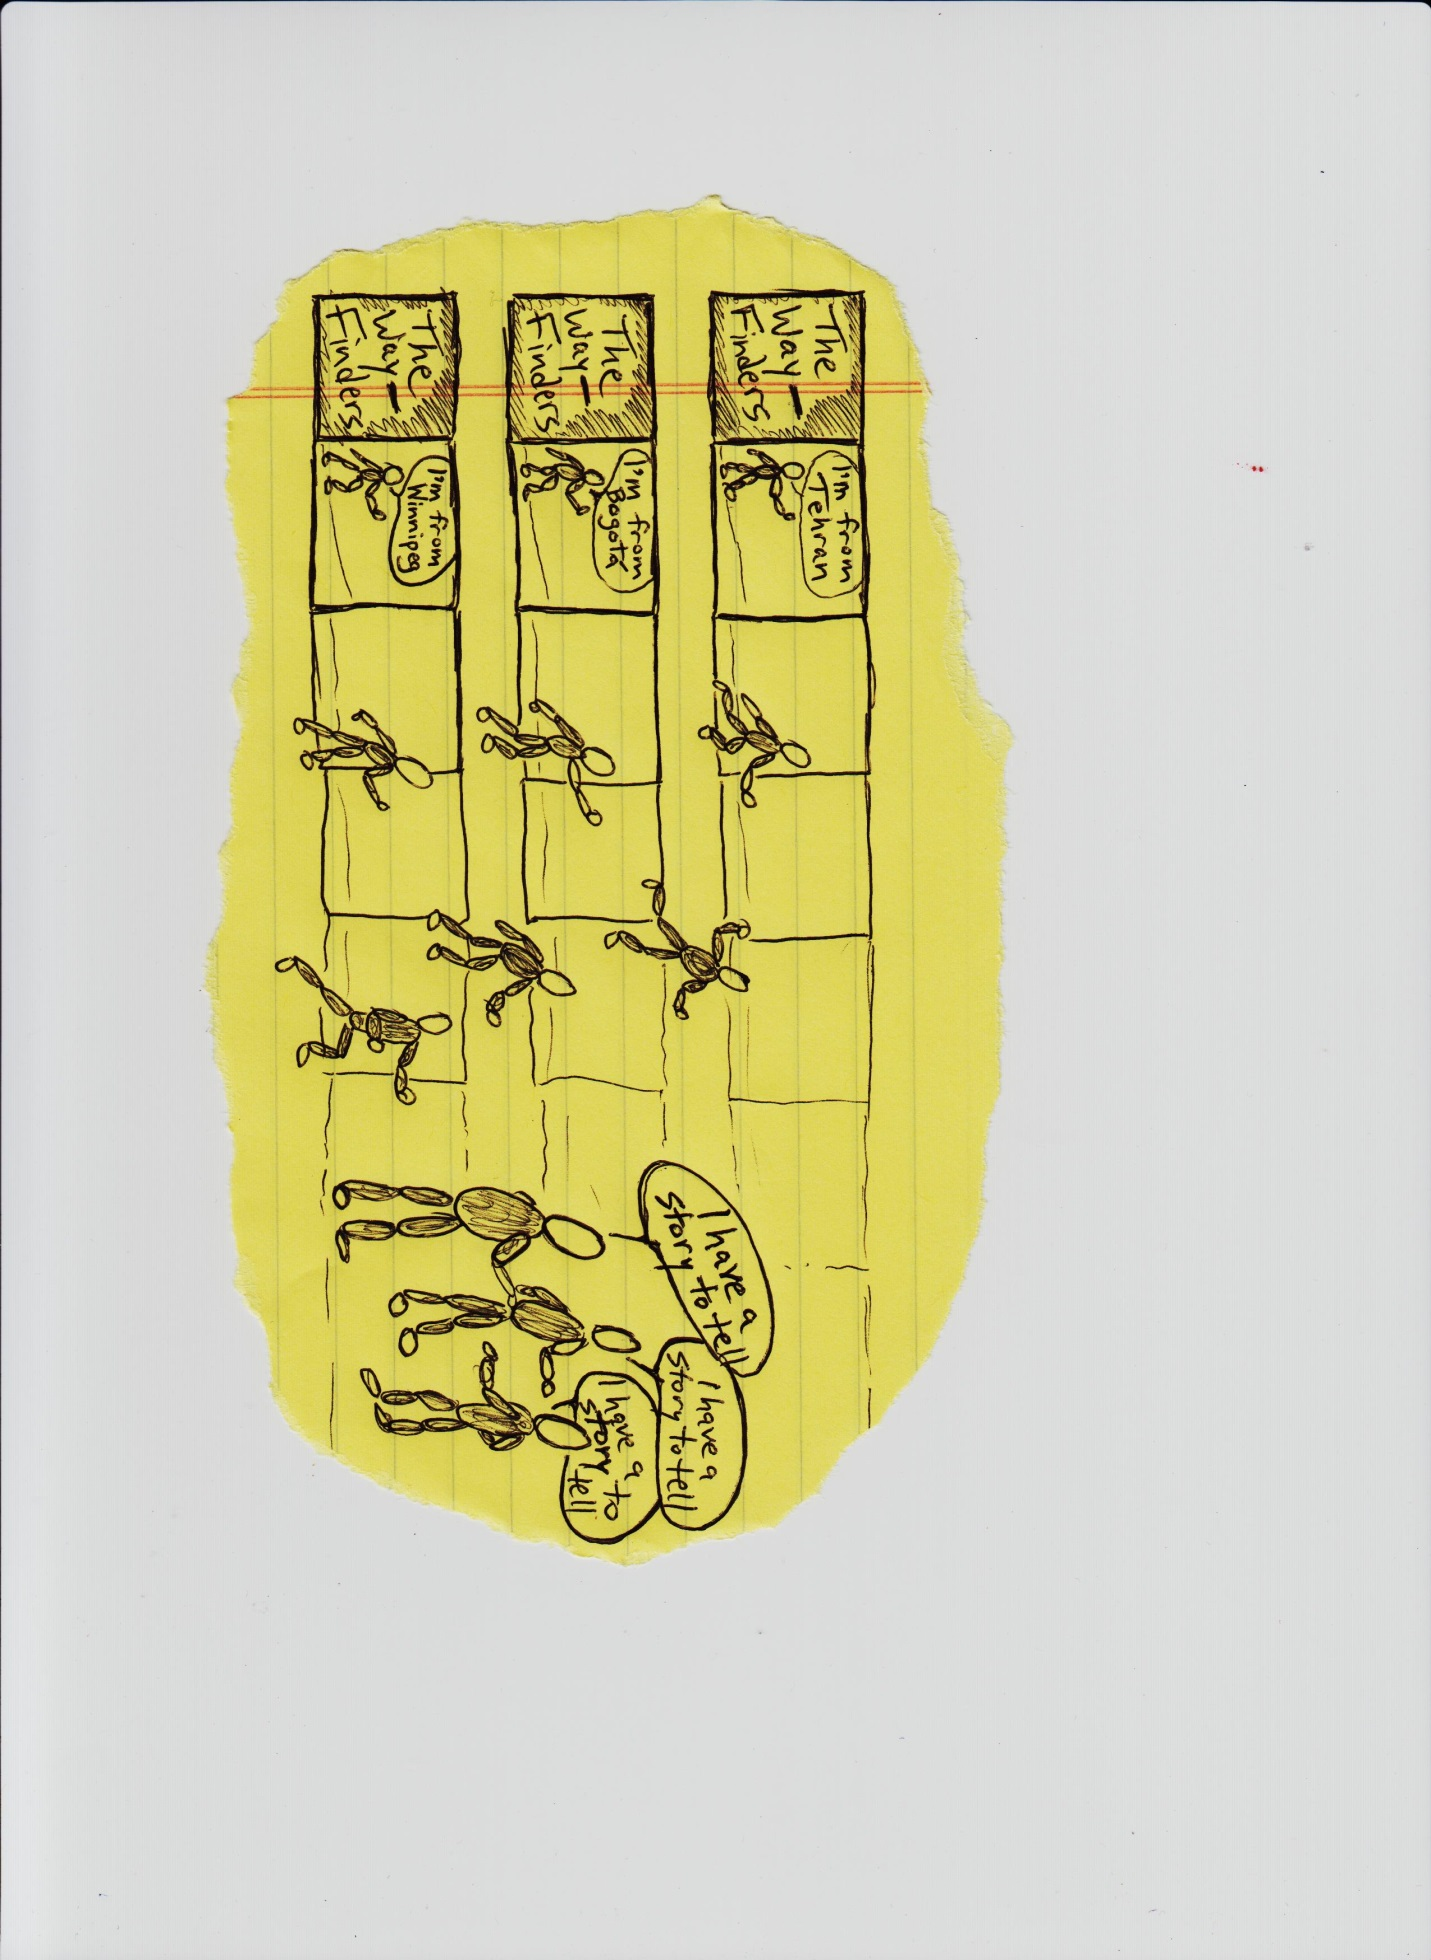 The
Way-
Finders
I'm from
Tehran
The
Way-
Finders
I'm from
Bogotá
The
Way-
Finders
I'm from
Winnipeg
I have a
story to tell
I have a
story to tell
I have a
story to
tell